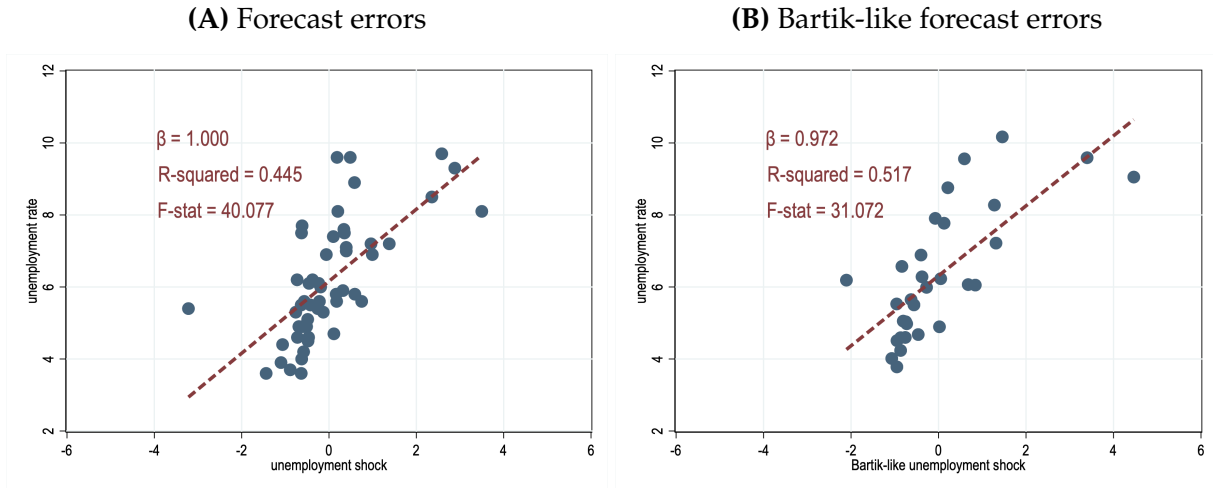 (A) Forecast errors
12
10
8
6
4
2
unemployment rate
β = 1.000
R-squared = 0.445
F-stat = 40.077
-6 -4 -2 0 2 4 6
unemployment shock
(B) Bartik-like forecast errors
12
10
8
6
4
2
unemployment rate
β = 0.972
R-squared = 0.517
F-stat = 31.072
-6 -4 -2 0 2 4 6
Bartik-like unemployment shock